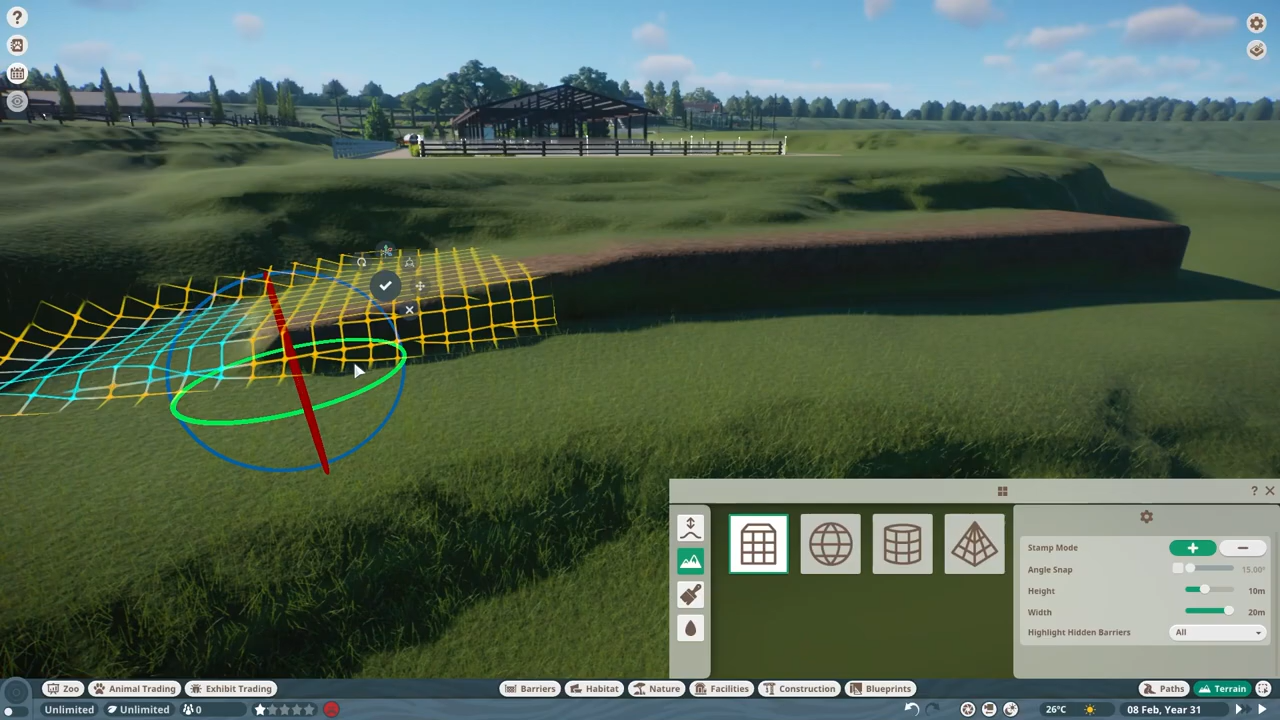 ?
? ×
Stamp Mode + −
Angle Snap 15.00°
Height 10m
Width 20m
Highlight Hidden Barriers All
Zoo Animal Trading Exhibit Trading Barriers Habitat Nature Facilities Construction Blueprints Paths Terrain
Unlimited Unlimited 0 26°C 08 Feb, Year 31